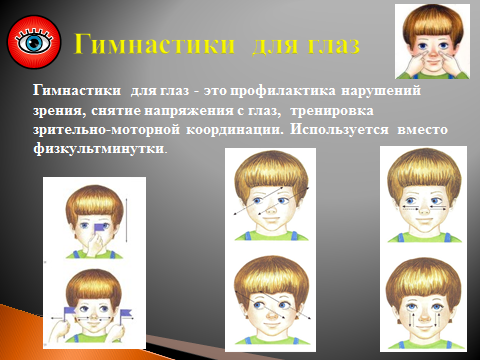 Гимнастики для глаз
Гимнастики для глаз - это профилактика нарушений
зрения, снятие напряжения с глаз, тренировка
зрительно-моторной координации. Используется вместо
физкультминутки.